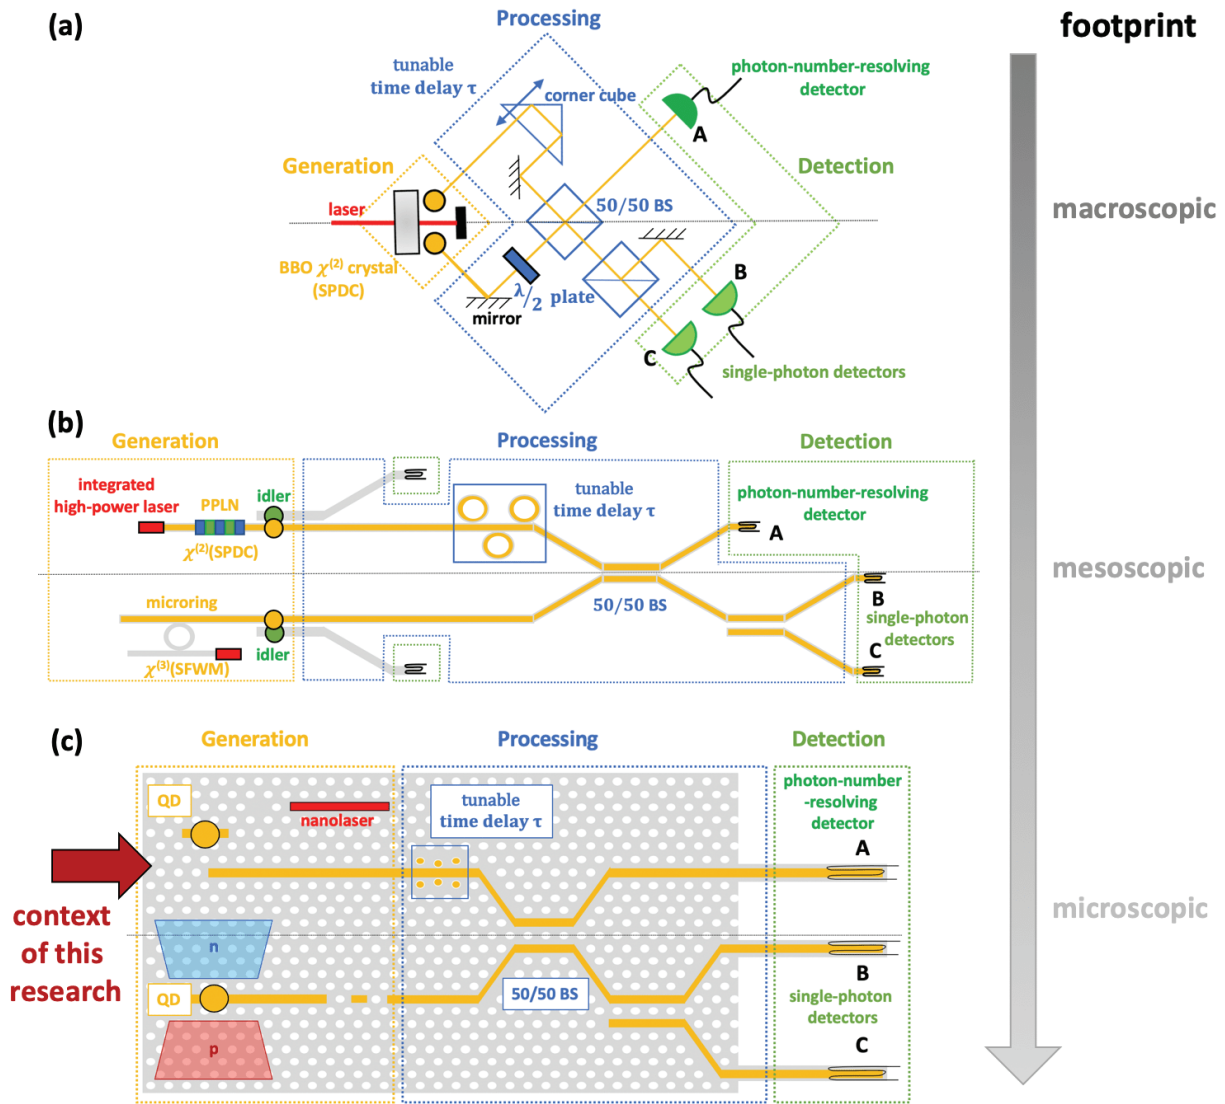 (a)
Processing
footprint
tunable
time delay τ
corner cube
photon-number-resolving
detector
A
Generation
Detection
laser
50/50 BS
macroscopic
BBO χ(2) crystal
(SPDC)
λ/2 plate
mirror
B
C
single-photon detectors
(b)
Generation
Processing
Detection
integrated
high-power laser
PPLN
idler
tunable
time delay τ
photon-number-resolving
detector
A
χ(2)(SPDC)
mesoscopic
microring
50/50 BS
B
single-photon
detectors
idler
C
χ(3)(SFWM)
(c)
Generation
Processing
Detection
QD
nanolaser
tunable
time delay τ
photon-number
-resolving
detector
A
context
of this
research
microscopic
n
QD
50/50 BS
B
single-photon
detectors
p
C